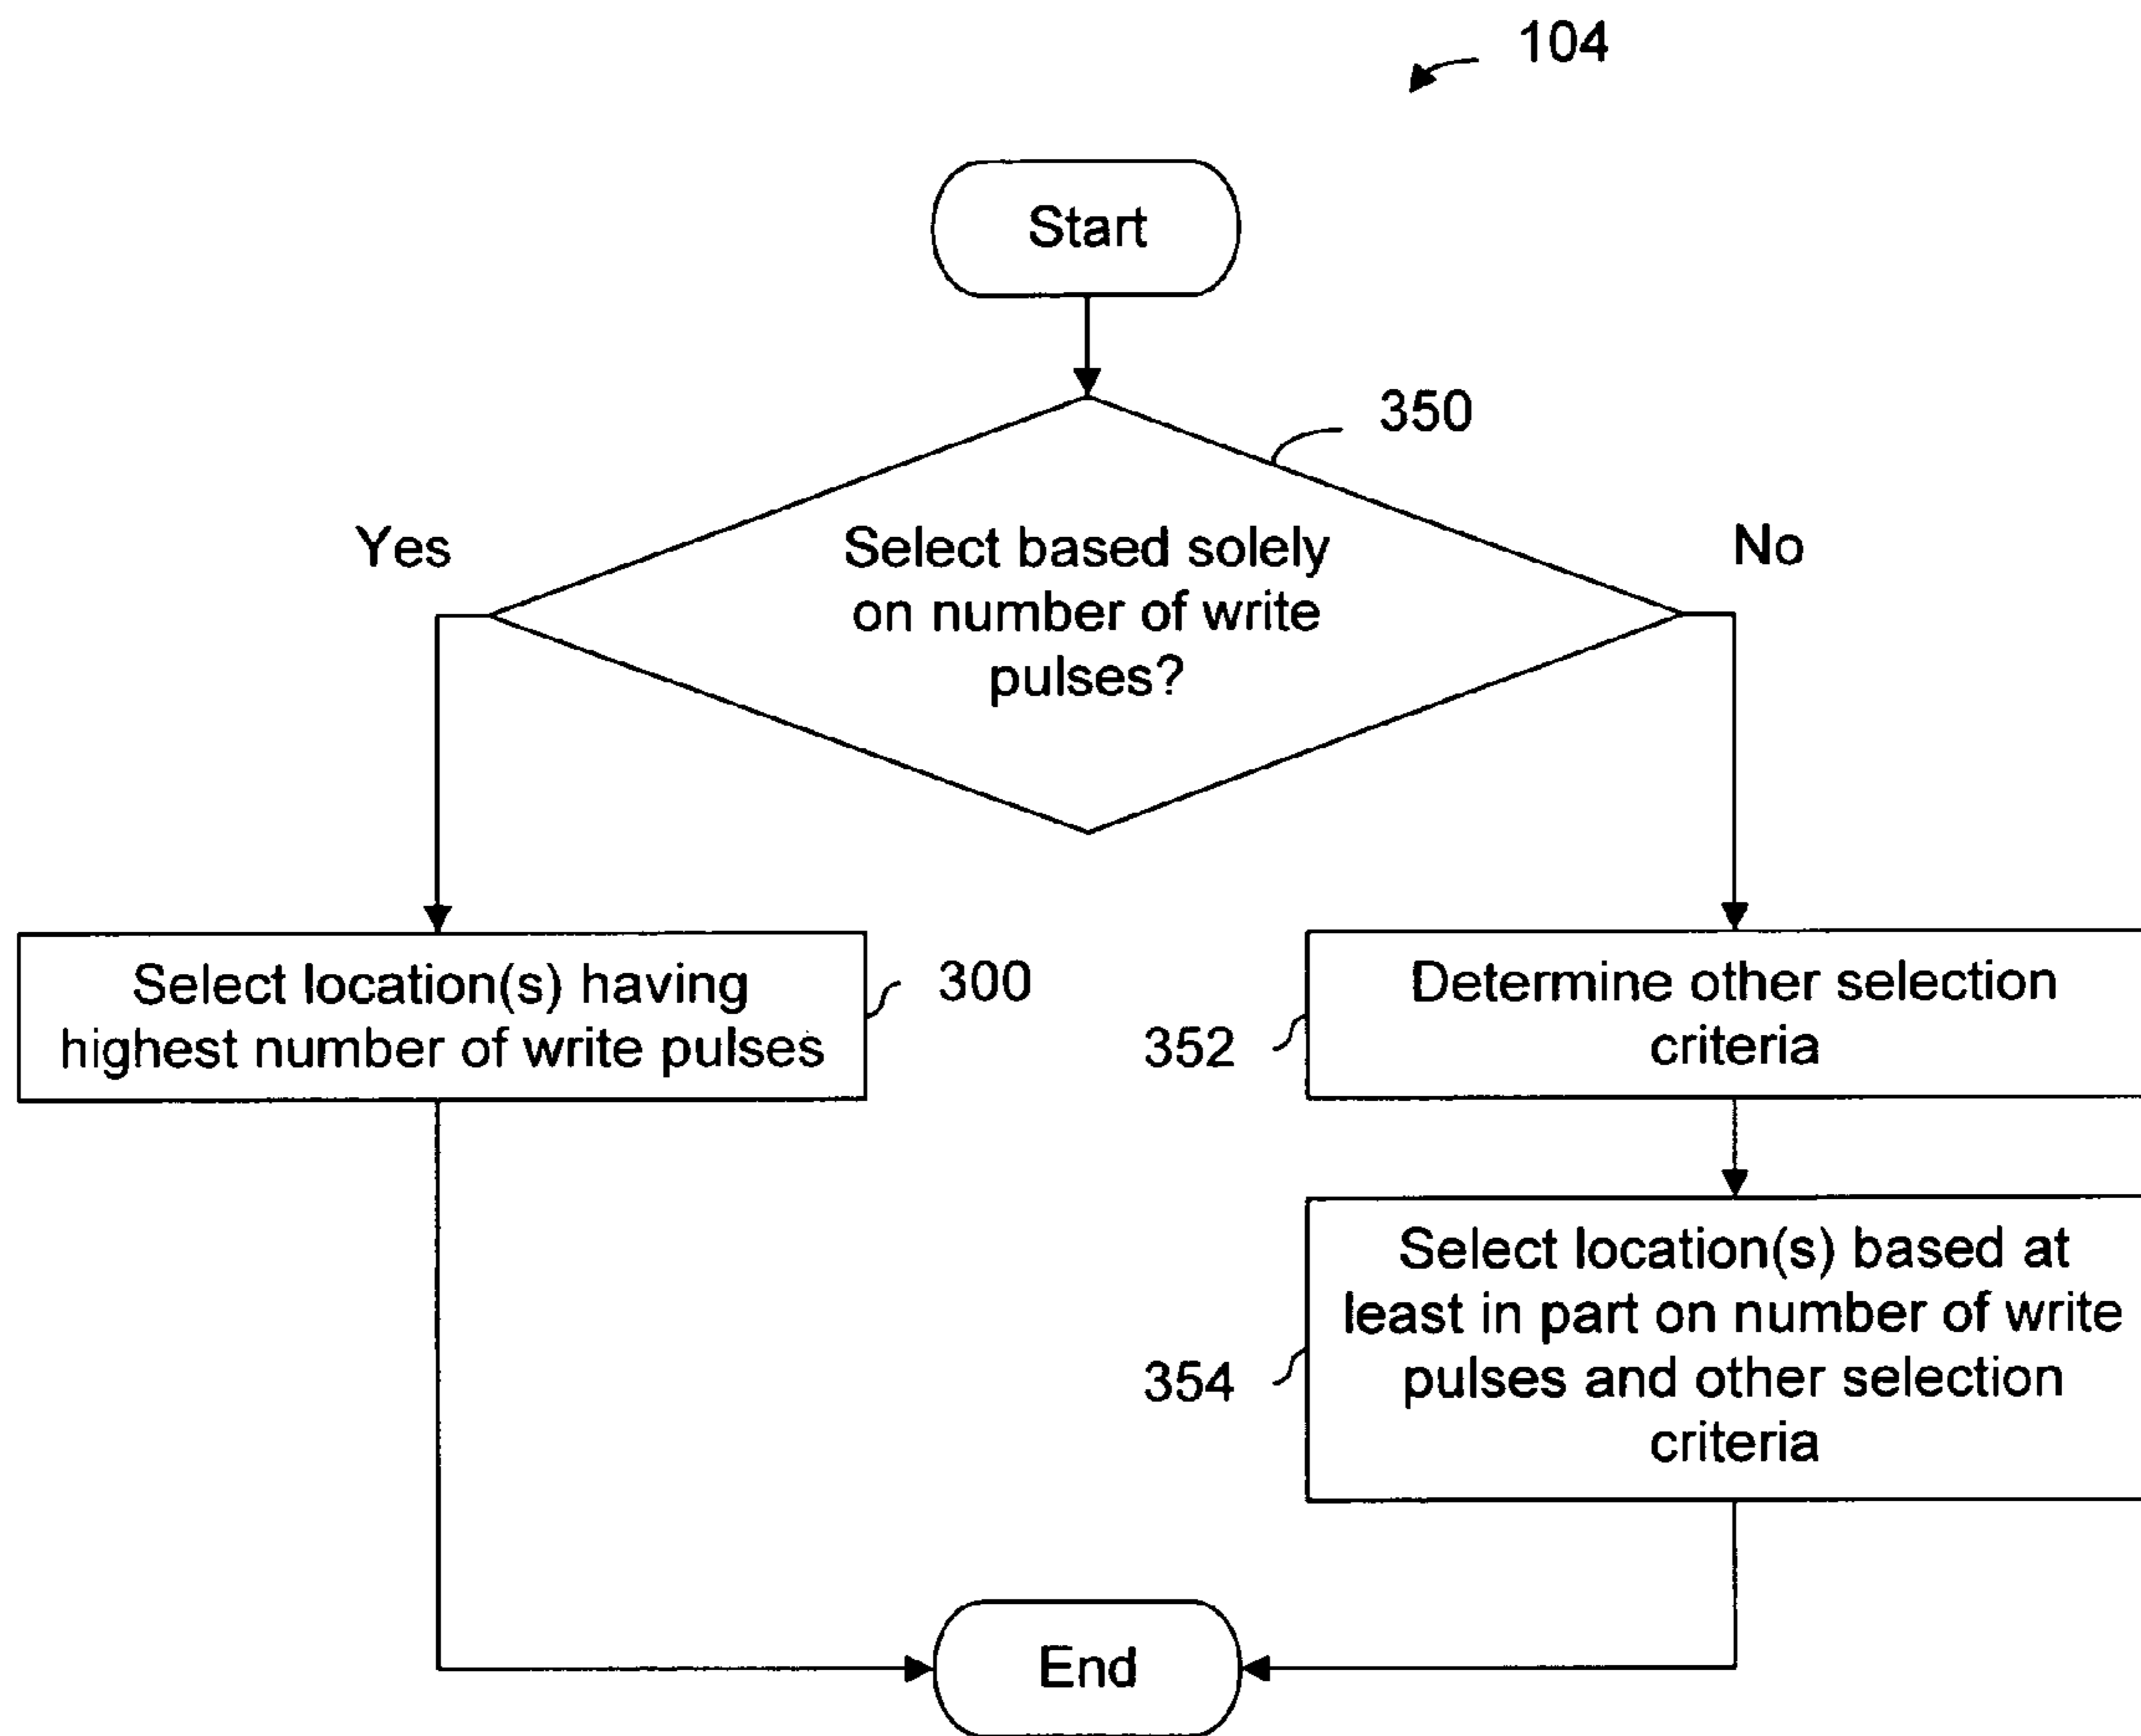 104
Start
350
Yes
No
Select based solely
on number of write
pulses?
Select location(s) having
highest number of write pulses
300
Determine other selection
criteria
352
Select location(s) based at
least in part on number of write
pulses and other selection
criteria
354
End